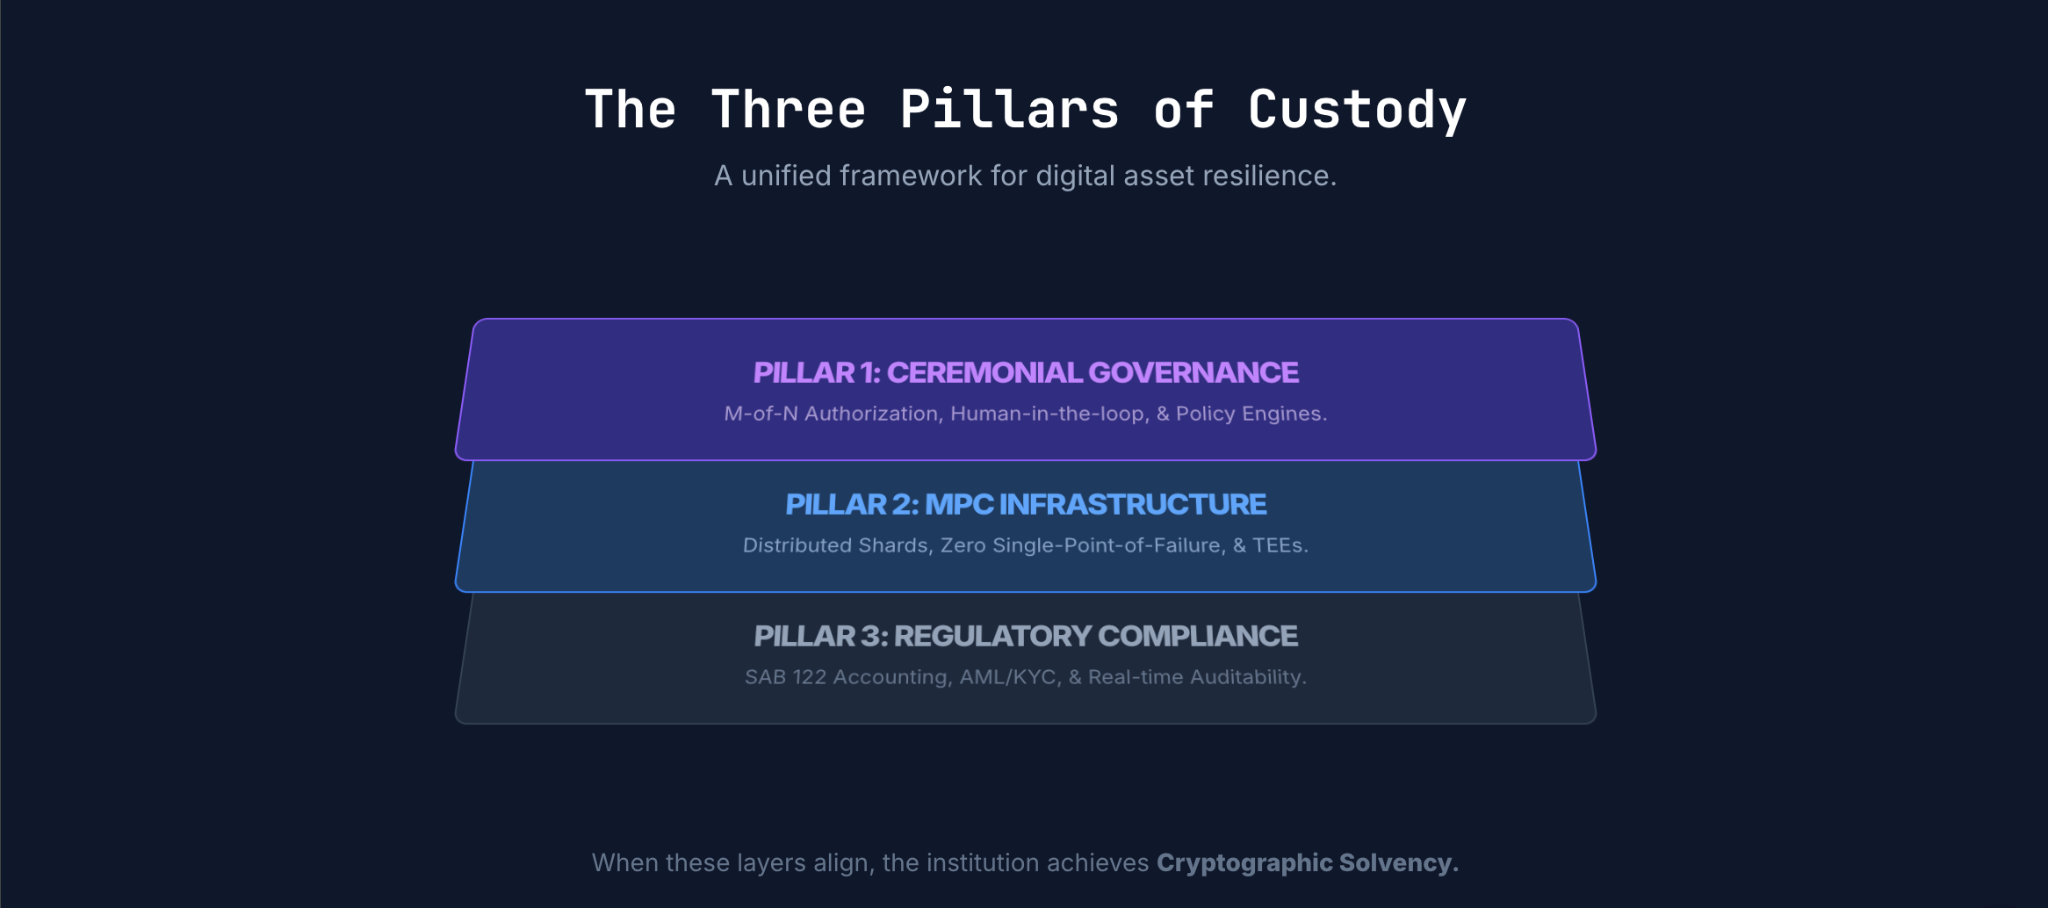 The Three Pillars of Custody
A unified framework for digital asset resilience.
PILLAR 1: CEREMONIAL GOVERNANCE
M-of-N Authorization, Human-in-the-loop, & Policy Engines.
PILLAR 2: MPC INFRASTRUCTURE
Distributed Shards, Zero Single-Point-of-Failure, & TEEs.
PILLAR 3: REGULATORY COMPLIANCE
SAB 122 Accounting, AML/KYC, & Real-time Auditability.
When these layers align, the institution achieves Cryptographic Solvency.